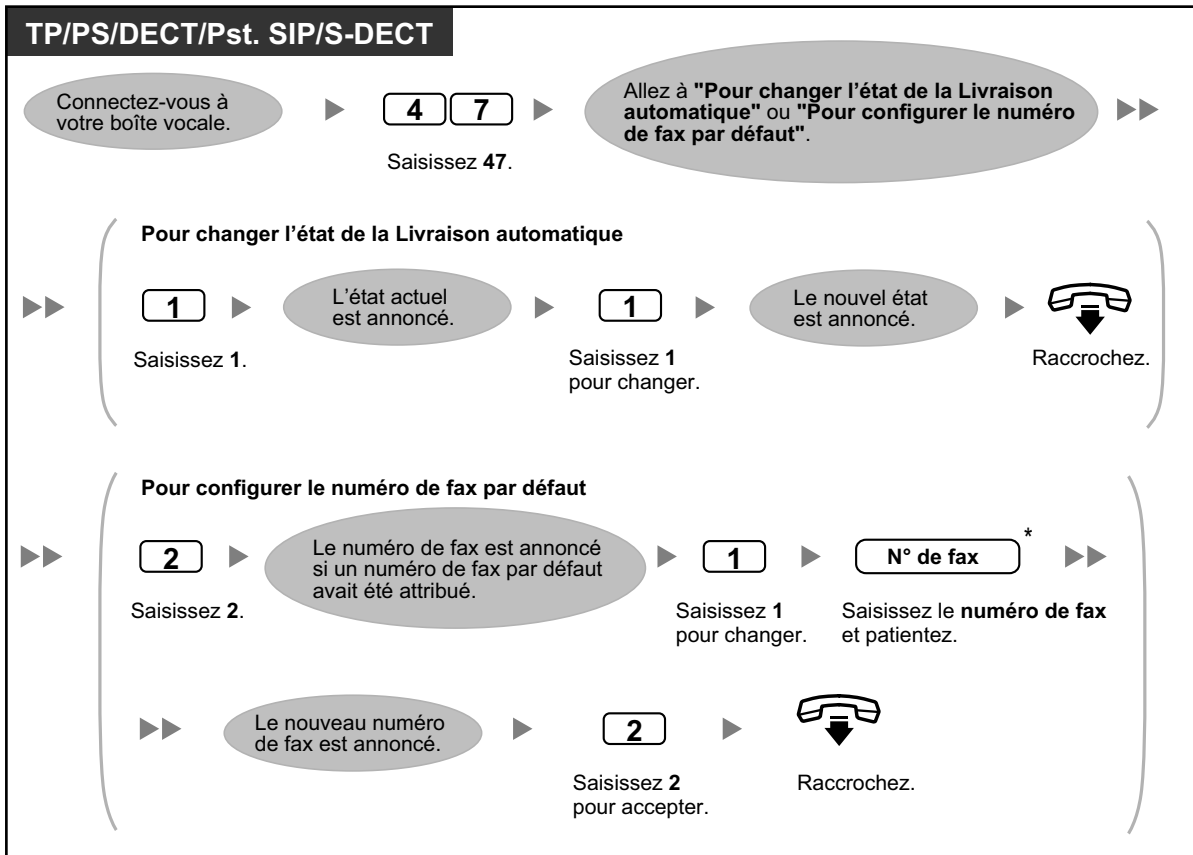 TP/PS/DECT/Pst. SIP/S-DECT
Connectez-vous à
votre boîte vocale.
4 7
Saisissez 47.
Allez à "Pour changer l'état de la Livraison
automatique" ou "Pour configurer le numéro
de fax par défaut".
Pour changer l'état de la Livraison automatique
1
Saisissez 1.
L'état actuel
est annoncé.
1
Saisissez 1
pour changer.
Le nouvel état
est annoncé.
Raccrochez.
Pour configurer le numéro de fax par défaut
2
Saisissez 2.
Le numéro de fax est annoncé
si un numéro de fax par défaut
avait été attribué.
1
Saisissez 1
pour changer.
N° de fax *
Saisissez le numéro de fax
et patientez.
Le nouveau numéro
de fax est annoncé.
2
Saisissez 2
pour accepter.
Raccrochez.